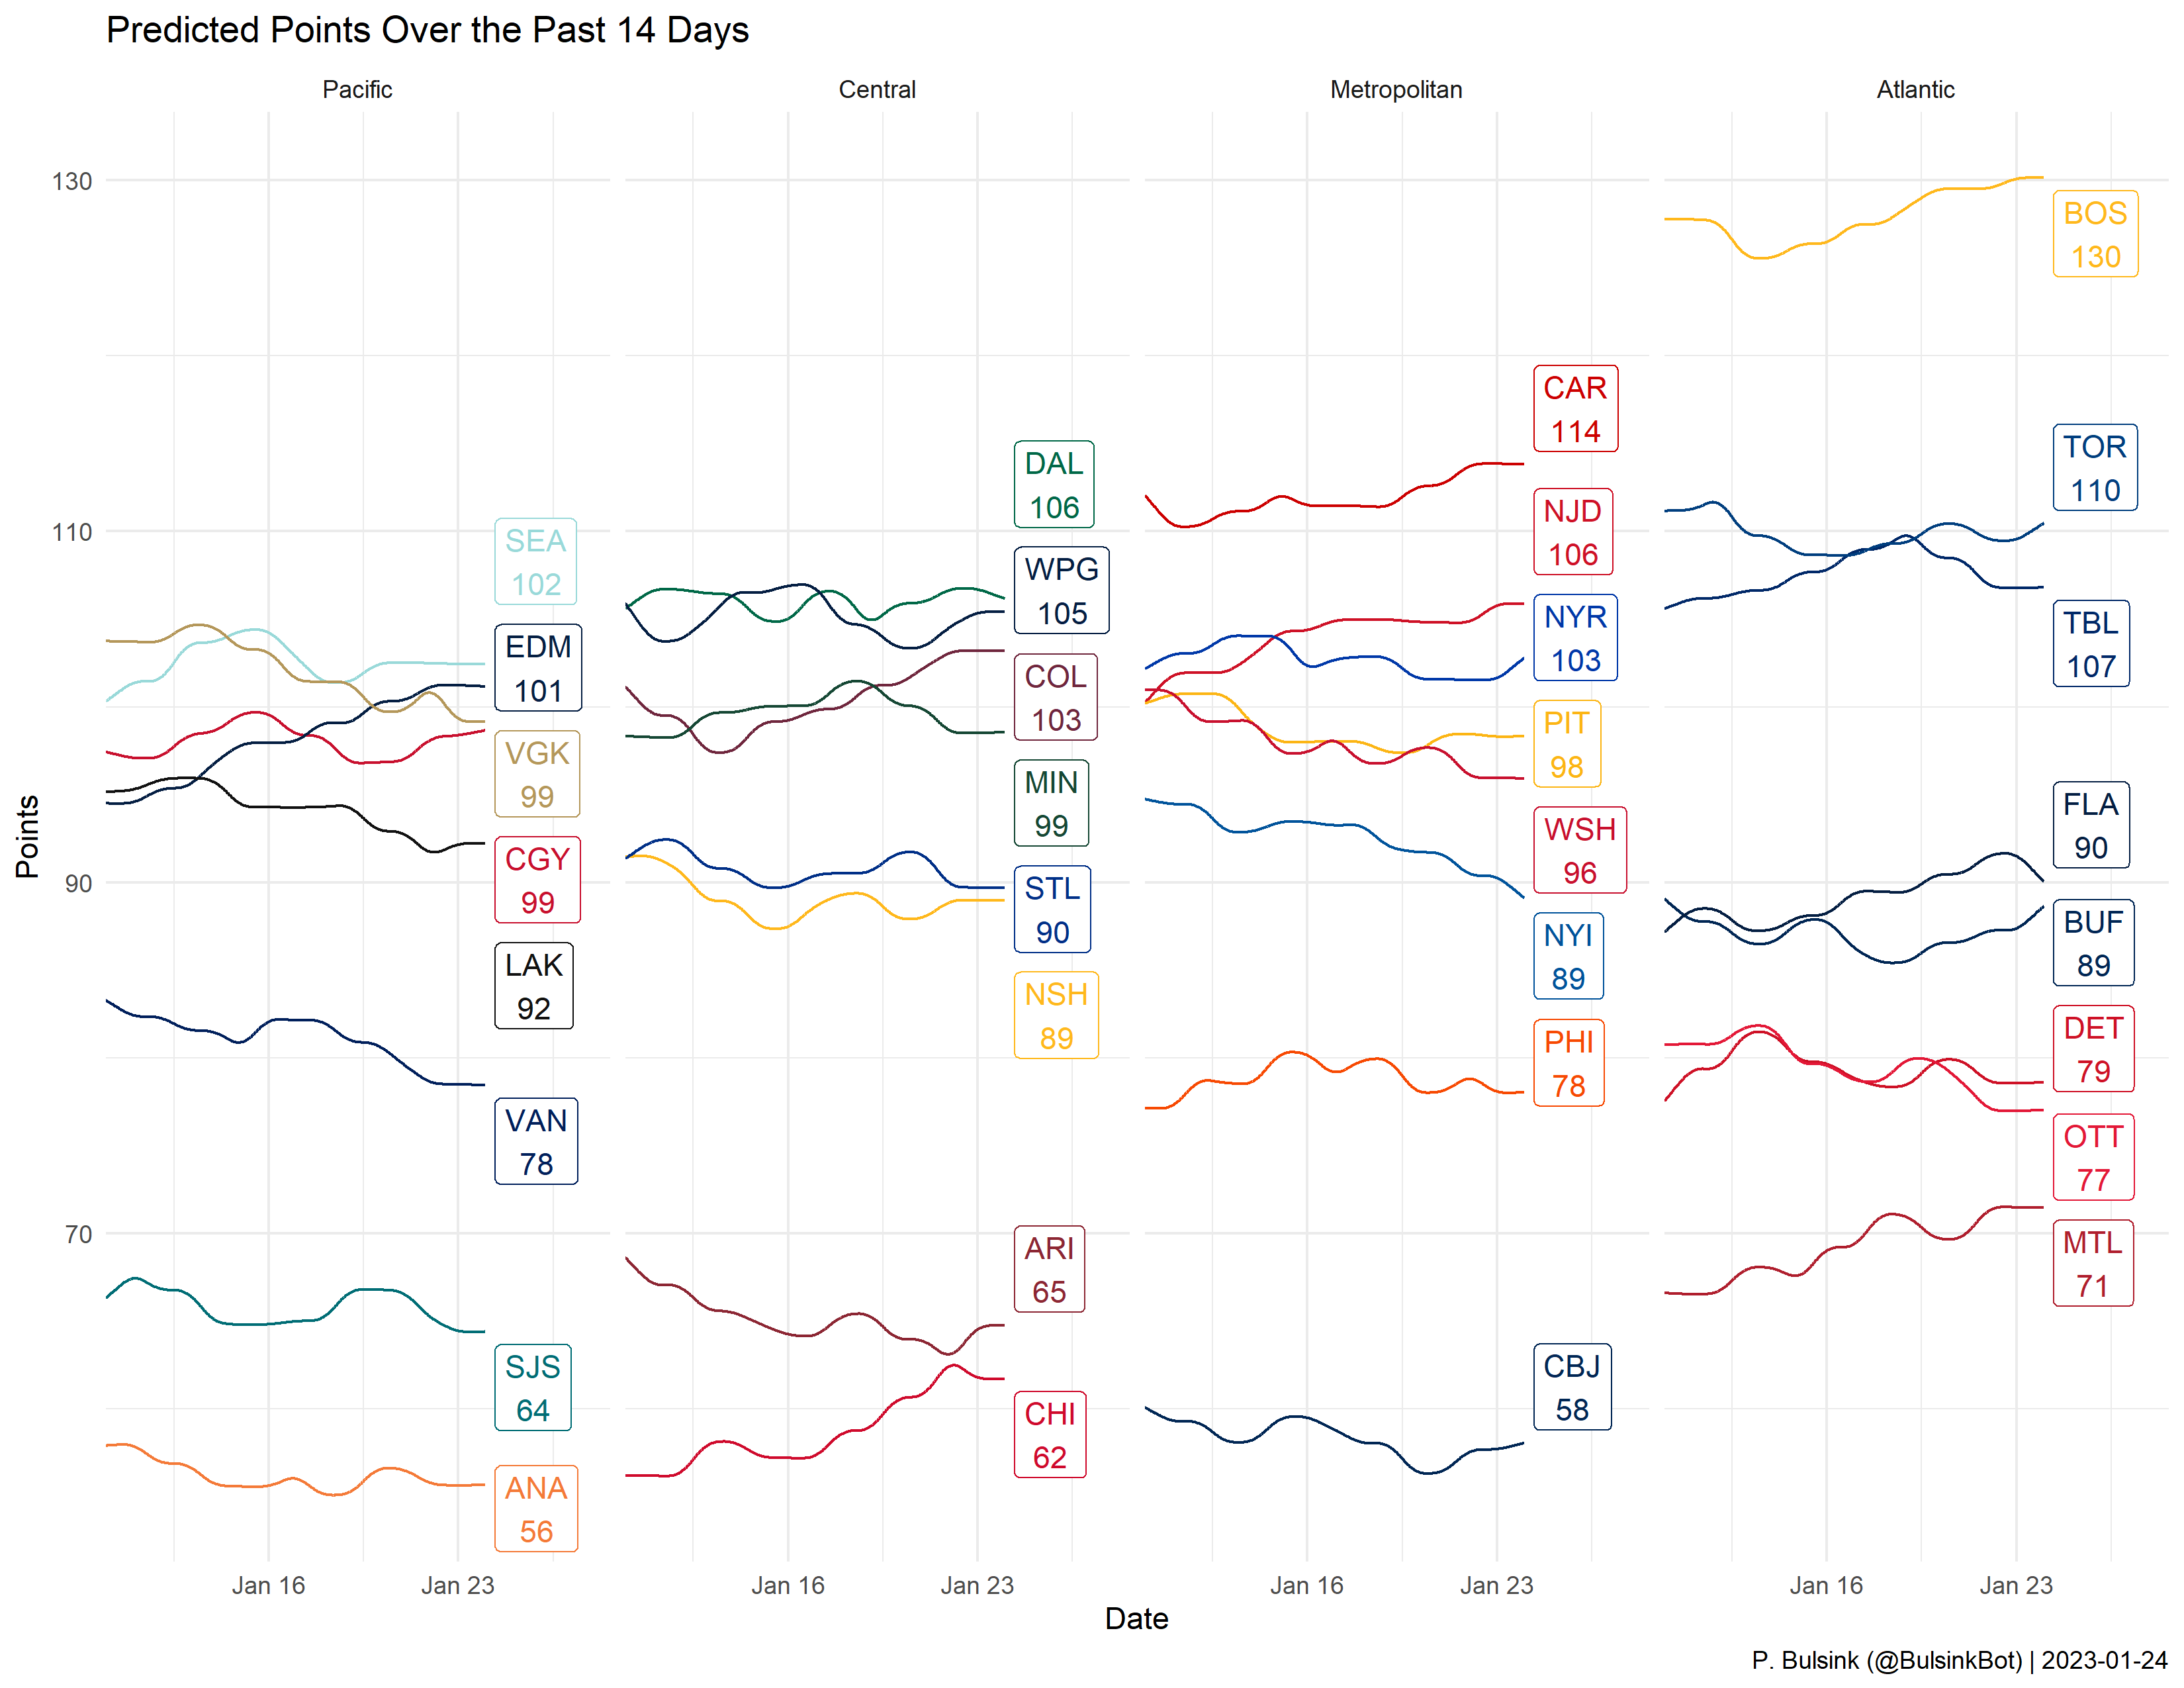 Predicted Points Over the Past 14 Days
Pacific
Central
Metropolitan
Atlantic
Points
130
110
90
70
SEA
102
EDM
101
VGK
99
CGY
99
LAK
92
VAN
78
SJS
64
ANA
56
DAL
106
WPG
105
COL
103
MIN
99
STL
90
NSH
89
ARI
65
CHI
62
CAR
114
NJD
106
NYR
103
PIT
98
WSH
96
NYI
89
PHI
78
CBJ
58
BOS
130
TOR
110
TBL
107
FLA
90
BUF
89
DET
79
OTT
77
MTL
71
Jan 16
Jan 23
Jan 16
Jan 23
Jan 16
Jan 23
Jan 16
Jan 23
Date
P. Bulsink (@BulsinkBot) | 2023-01-24